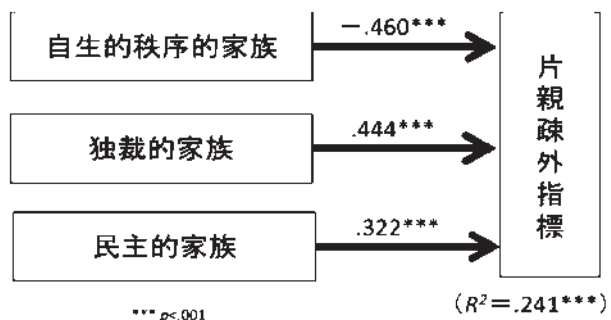 自生的秩序的家族
－.460***
独裁的家族
.444***
民主的家族
.322***
片親疎外指標
*** p<.001
（R²＝.241***）